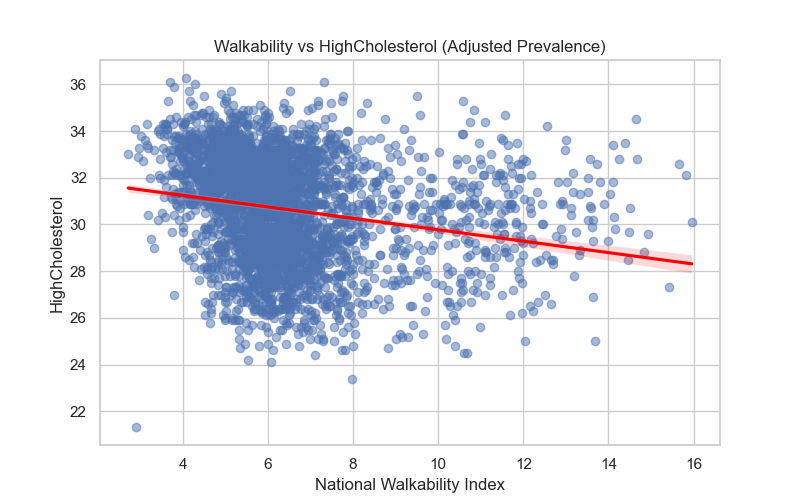 Walkability vs HighCholesterol (Adjusted Prevalence)
HighCholesterol
36
34
32
30
28
26
24
22
4 6 8 10 12 14 16
National Walkability Index